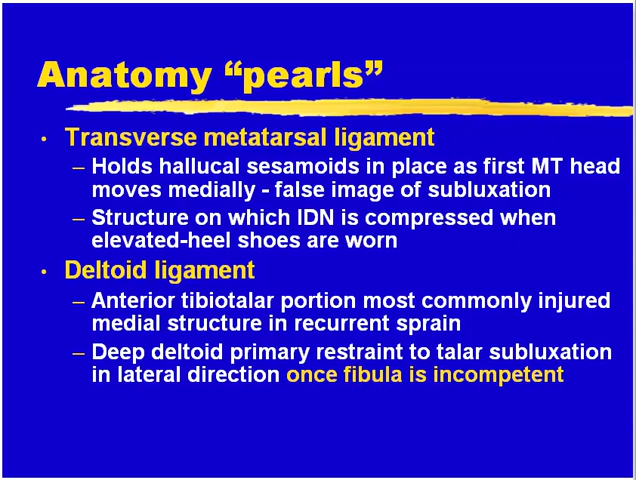 Anatomy “pearls”
• Transverse metatarsal ligament
– Holds hallucal sesamoids in place as first MT head
moves medially - false image of subluxation
– Structure on which IDN is compressed when
elevated-heel shoes are worn
• Deltoid ligament
– Anterior tibiotalar portion most commonly injured
medial structure in recurrent sprain
– Deep deltoid primary restraint to talar subluxation
in lateral direction once fibula is incompetent